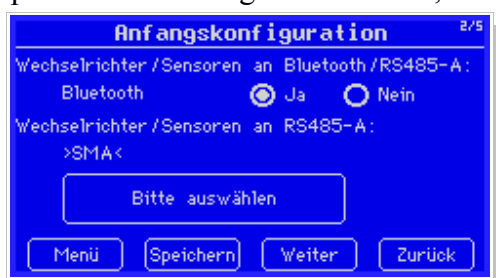 Anfangskonfiguration 2/5
Wechselrichter/Sensoren an Bluetooth/RS485-A:
Bluetooth Ja Nein
Wechselrichter/Sensoren an RS485-A:
>SMA<
Bitte auswählen
Menü Speichern Weiter Zurück